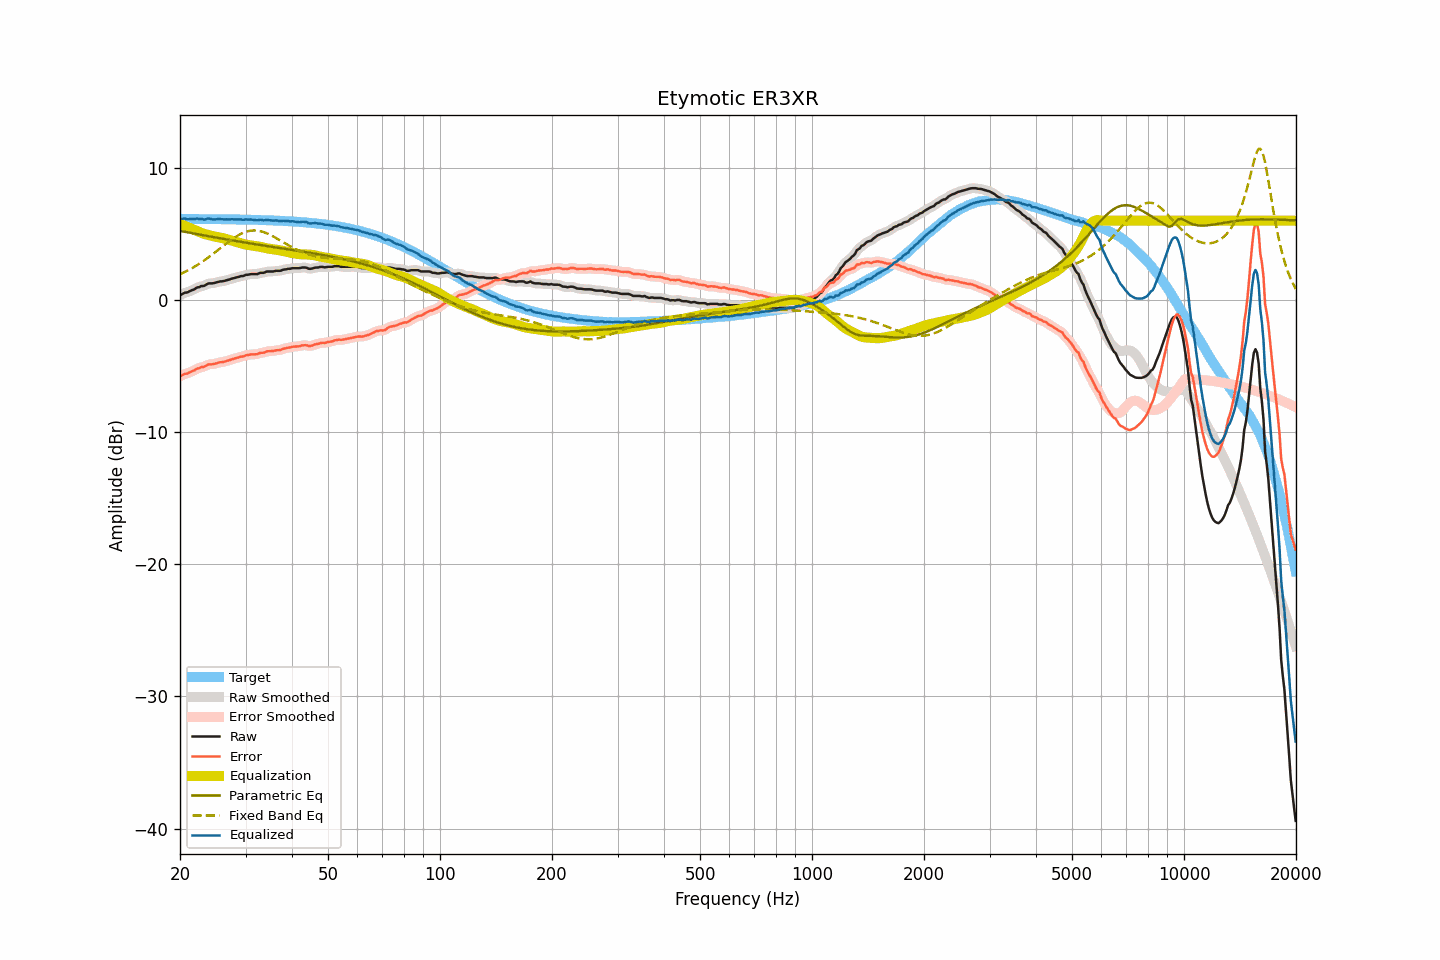 Etymotic ER3XR
Amplitude (dBr)
10
0
−10
−20
−30
−40
Target
Raw Smoothed
Error Smoothed
Raw
Error
Equalization
Parametric Eq
Fixed Band Eq
Equalized
20 50 100 200 500 1000 2000 5000 10000 20000
Frequency (Hz)